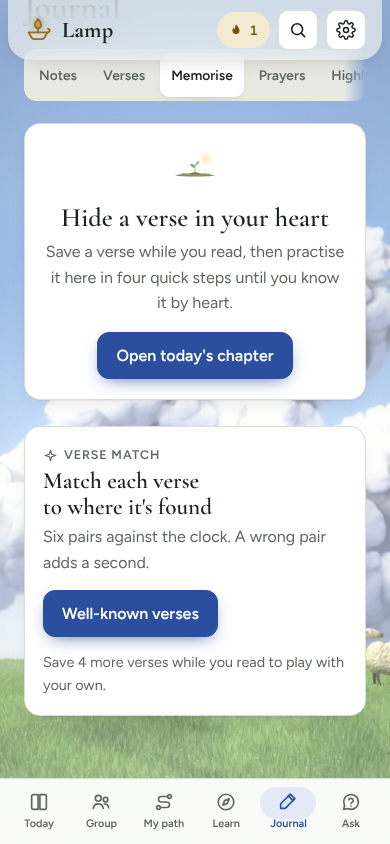 Journal
Lamp
1
Notes
Verses
Memorise
Prayers
Hide a verse in your heart
Save a verse while you read, then practise
it here in four quick steps until you know
it by heart.
Open today's chapter
VERSE MATCH
Match each verse
to where it's found
Six pairs against the clock. A wrong pair
adds a second.
Well-known verses
Save 4 more verses while you read to play with
your own.
Today
Group
My path
Learn
Journal
Ask